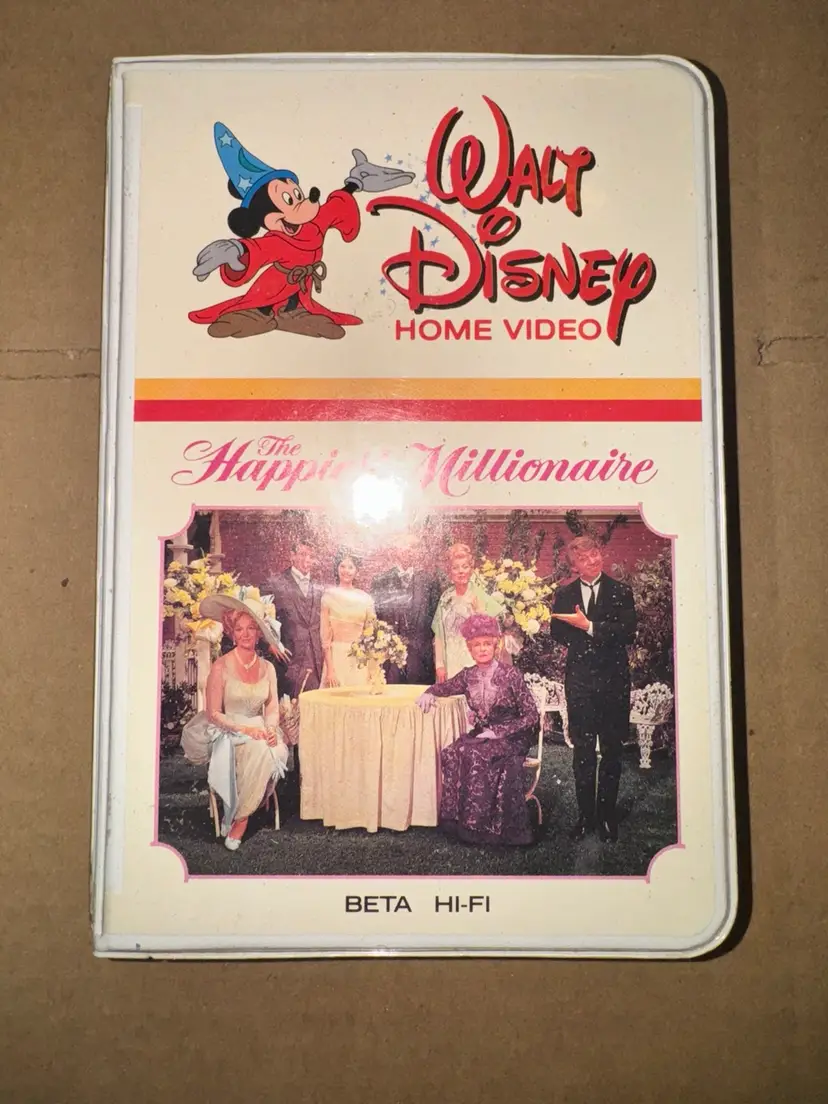 WALT
DISNEY
HOME VIDEO
The
Millionaire
BETA HI-FI